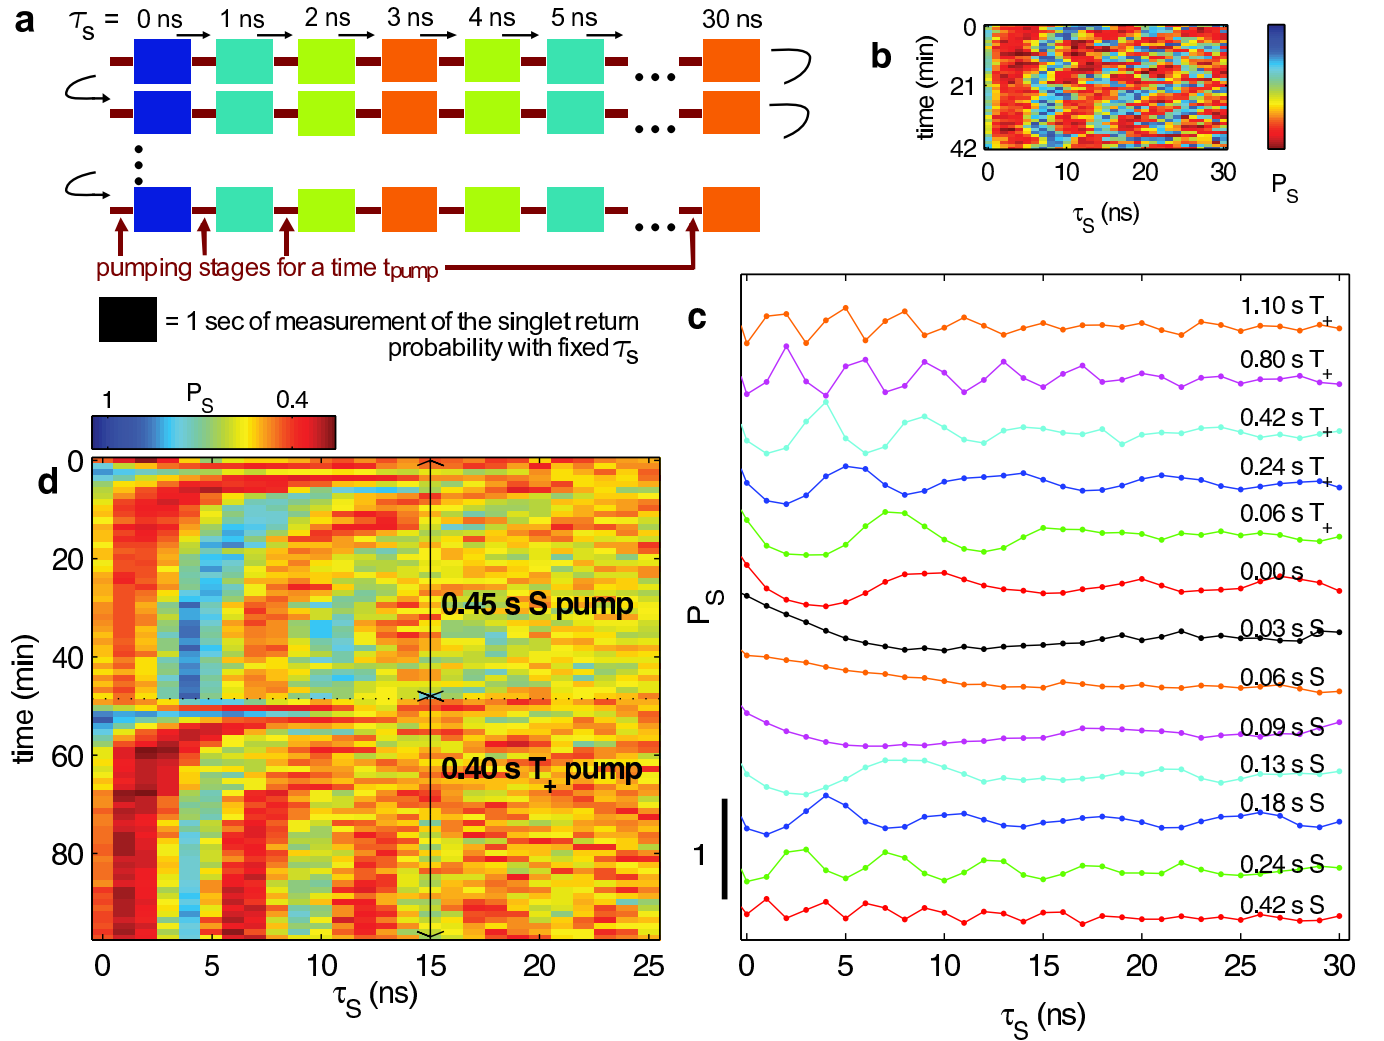 a
τS = 0 ns 1 ns 2 ns 3 ns 4 ns 5 ns 30 ns
pumping stages for a time tpump
= 1 sec of measurement of the singlet return
probability with fixed τS
b
0
21
42
time (min)
0 10 20 30
τS (ns)
PS
c
1.10 s T+
0.80 s T+
0.42 s T+
0.24 s T+
0.06 s T+
0.00 s
0.03 s S
0.06 s S
0.09 s S
0.13 s S
0.18 s S
0.24 s S
0.42 s S
PS
1
0 5 10 15 20 25 30
τS (ns)
1 PS 0.4
d
0
20
40
60
80
time (min)
0.45 s S pump
0.40 s T+ pump
0 5 10 15 20 25
τS (ns)